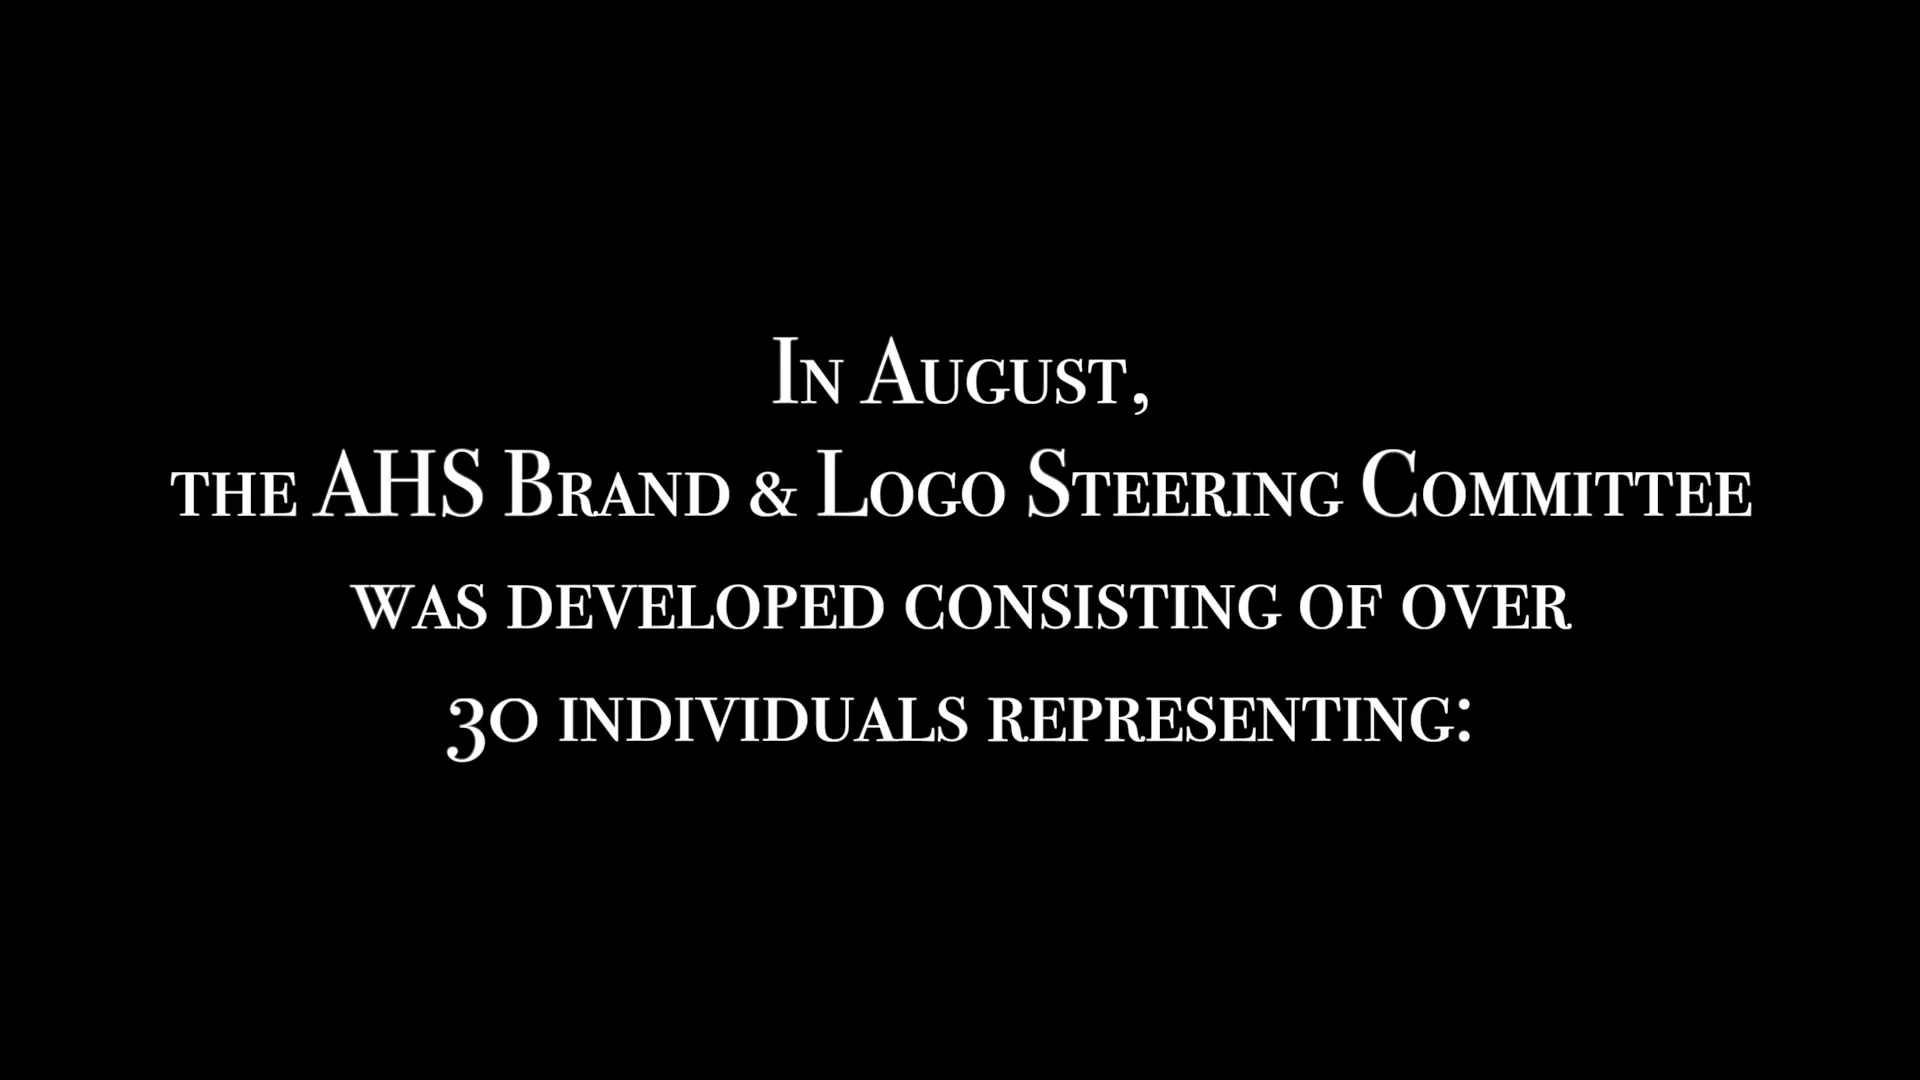 In August,
the AHS Brand & Logo Steering Committee
was developed consisting of over
30 individuals representing: